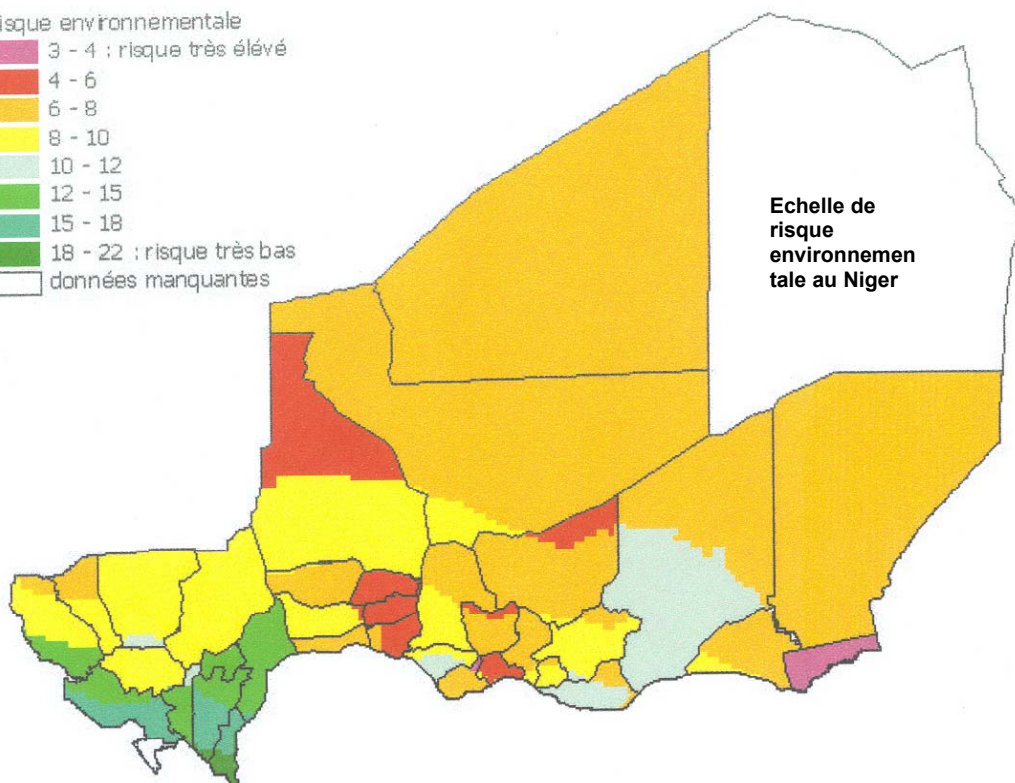 isque environnementale
3 - 4 : risque très élévé
4 - 6
6 - 8
8 - 10
10 - 12
12 - 15
15 - 18
18 - 22 : risque très bas
données manquantes
Echelle de
risque
environnemen
tale au Niger